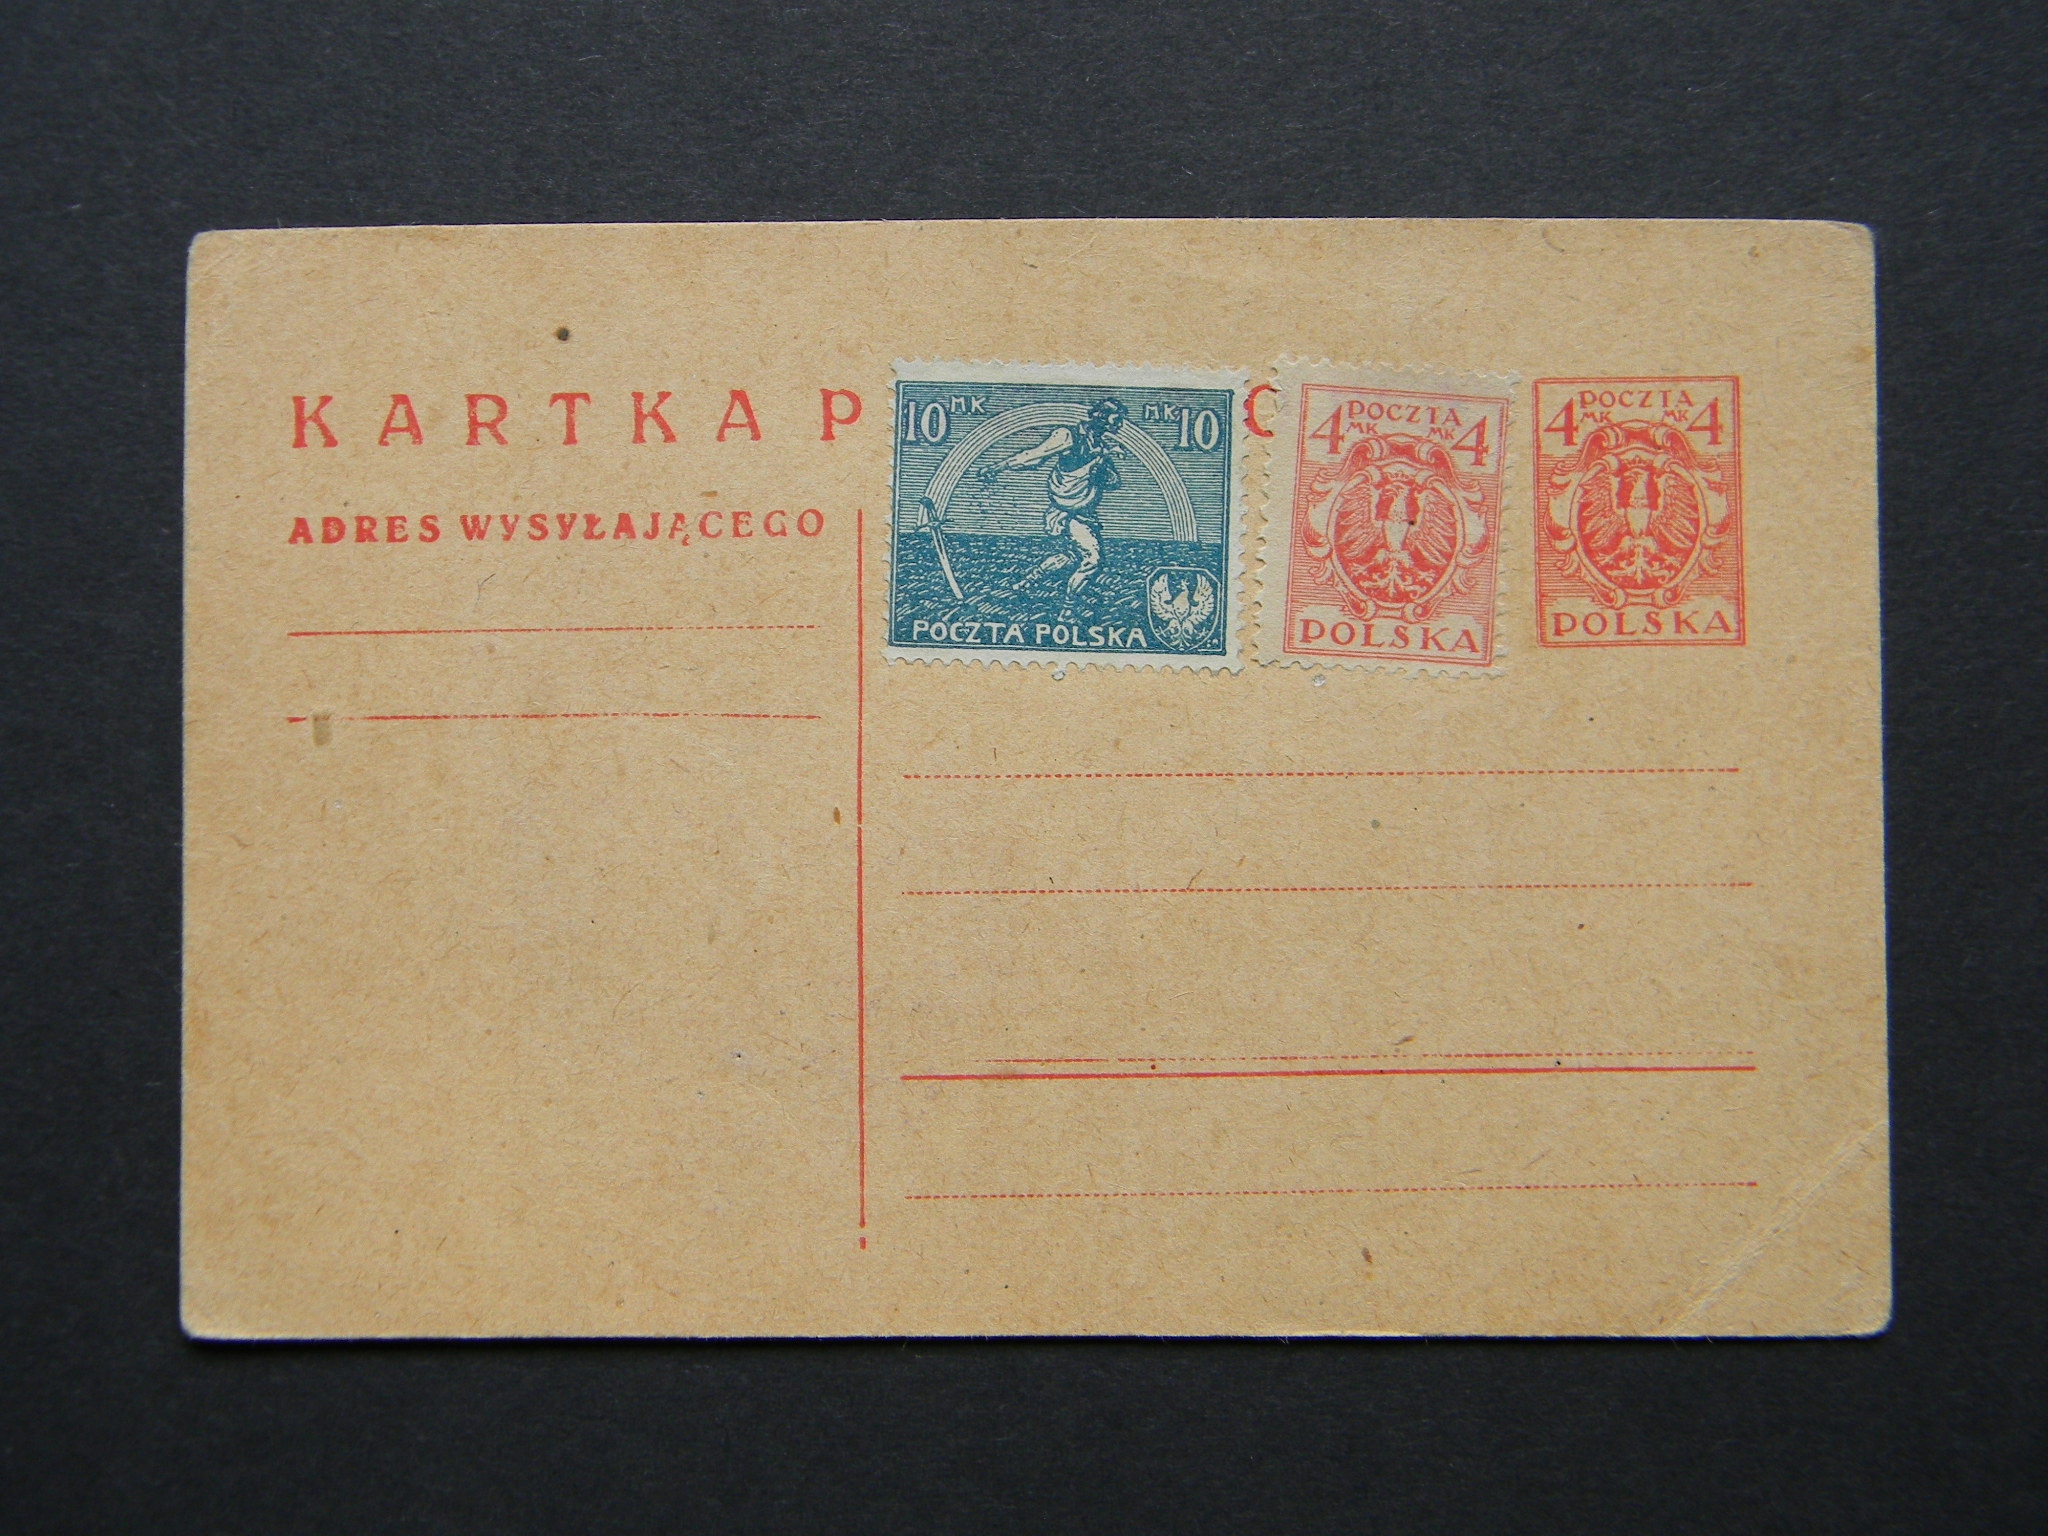 KARTKA P C
ADRES WYSYŁAJĄCEGO
10 MK MK 10
POCZTA POLSKA
POCZTA
4 MK MK 4
POLSKA
POCZTA
4 MK MK 4
POLSKA